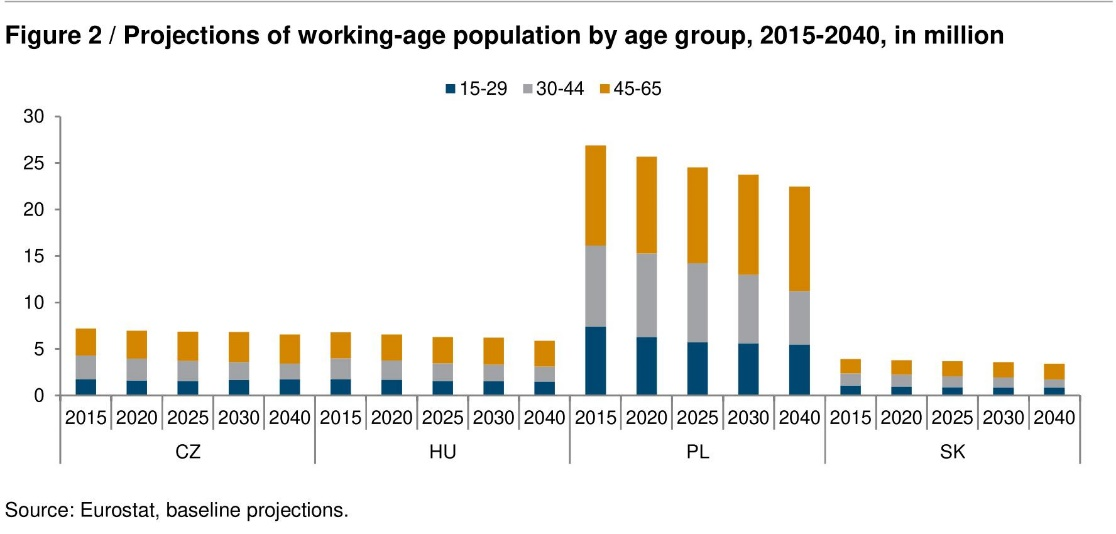 Figure 2 / Projections of working-age population by age group, 2015-2040, in million
15-29 30-44 45-65
30
25
20
15
10
5
0
2015 2020 2025 2030 2040 2015 2020 2025 2030 2040 2015 2020 2025 2030 2040 2015 2020 2025 2030 2040
CZ HU PL SK
Source: Eurostat, baseline projections.